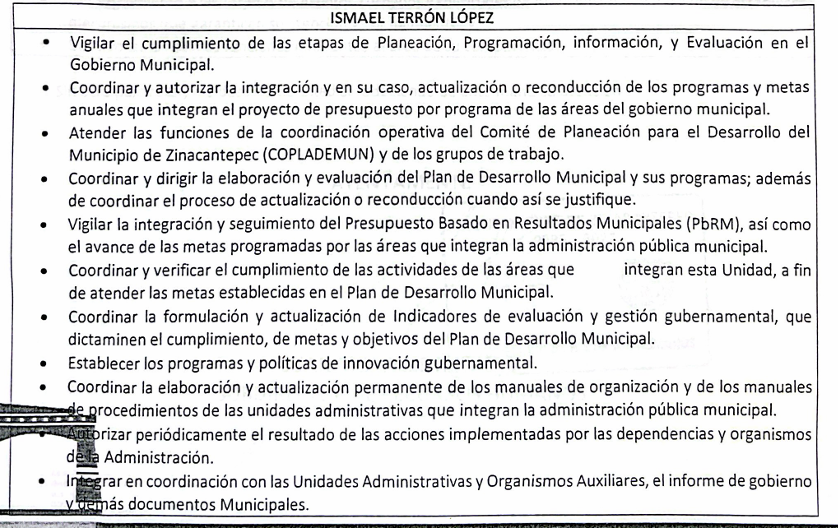 ISMAEL TERRÓN LÓPEZ
• Vigilar el cumplimiento de las etapas de Planeación, Programación, información, y Evaluación en el
Gobierno Municipal.
• Coordinar y autorizar la integración y en su caso, actualización o reconducción de los programas y metas
anuales que integran el proyecto de presupuesto por programa de las áreas del gobierno municipal.
• Atender las funciones de la coordinación operativa del Comité de Planeación para el Desarrollo del
Municipio de Zinacantepec (COPLADEMUN) y de los grupos de trabajo.
• Coordinar y dirigir la elaboración y evaluación del Plan de Desarrollo Municipal y sus programas; además
de coordinar el proceso de actualización o reconducción cuando así se justifique.
• Vigilar la integración y seguimiento del Presupuesto Basado en Resultados Municipales (PbRM), así como
el avance de las metas programadas por las áreas que integran la administración pública municipal.
• Coordinar y verificar el cumplimiento de las actividades de las áreas que integran esta Unidad, a fin
de atender las metas establecidas en el Plan de Desarrollo Municipal.
• Coordinar la formulación y actualización de Indicadores de evaluación y gestión gubernamental, que
dictaminen el cumplimiento, de metas y objetivos del Plan de Desarrollo Municipal.
• Establecer los programas y políticas de innovación gubernamental.
• Coordinar la elaboración y actualización permanente de los manuales de organización y de los manuales
de procedimientos de las unidades administrativas que integran la administración pública municipal.
• Autorizar periódicamente el resultado de las acciones implementadas por las dependencias y organismos
de la Administración.
• Integrar en coordinación con las Unidades Administrativas y Organismos Auxiliares, el informe de gobierno
y demás documentos Municipales.